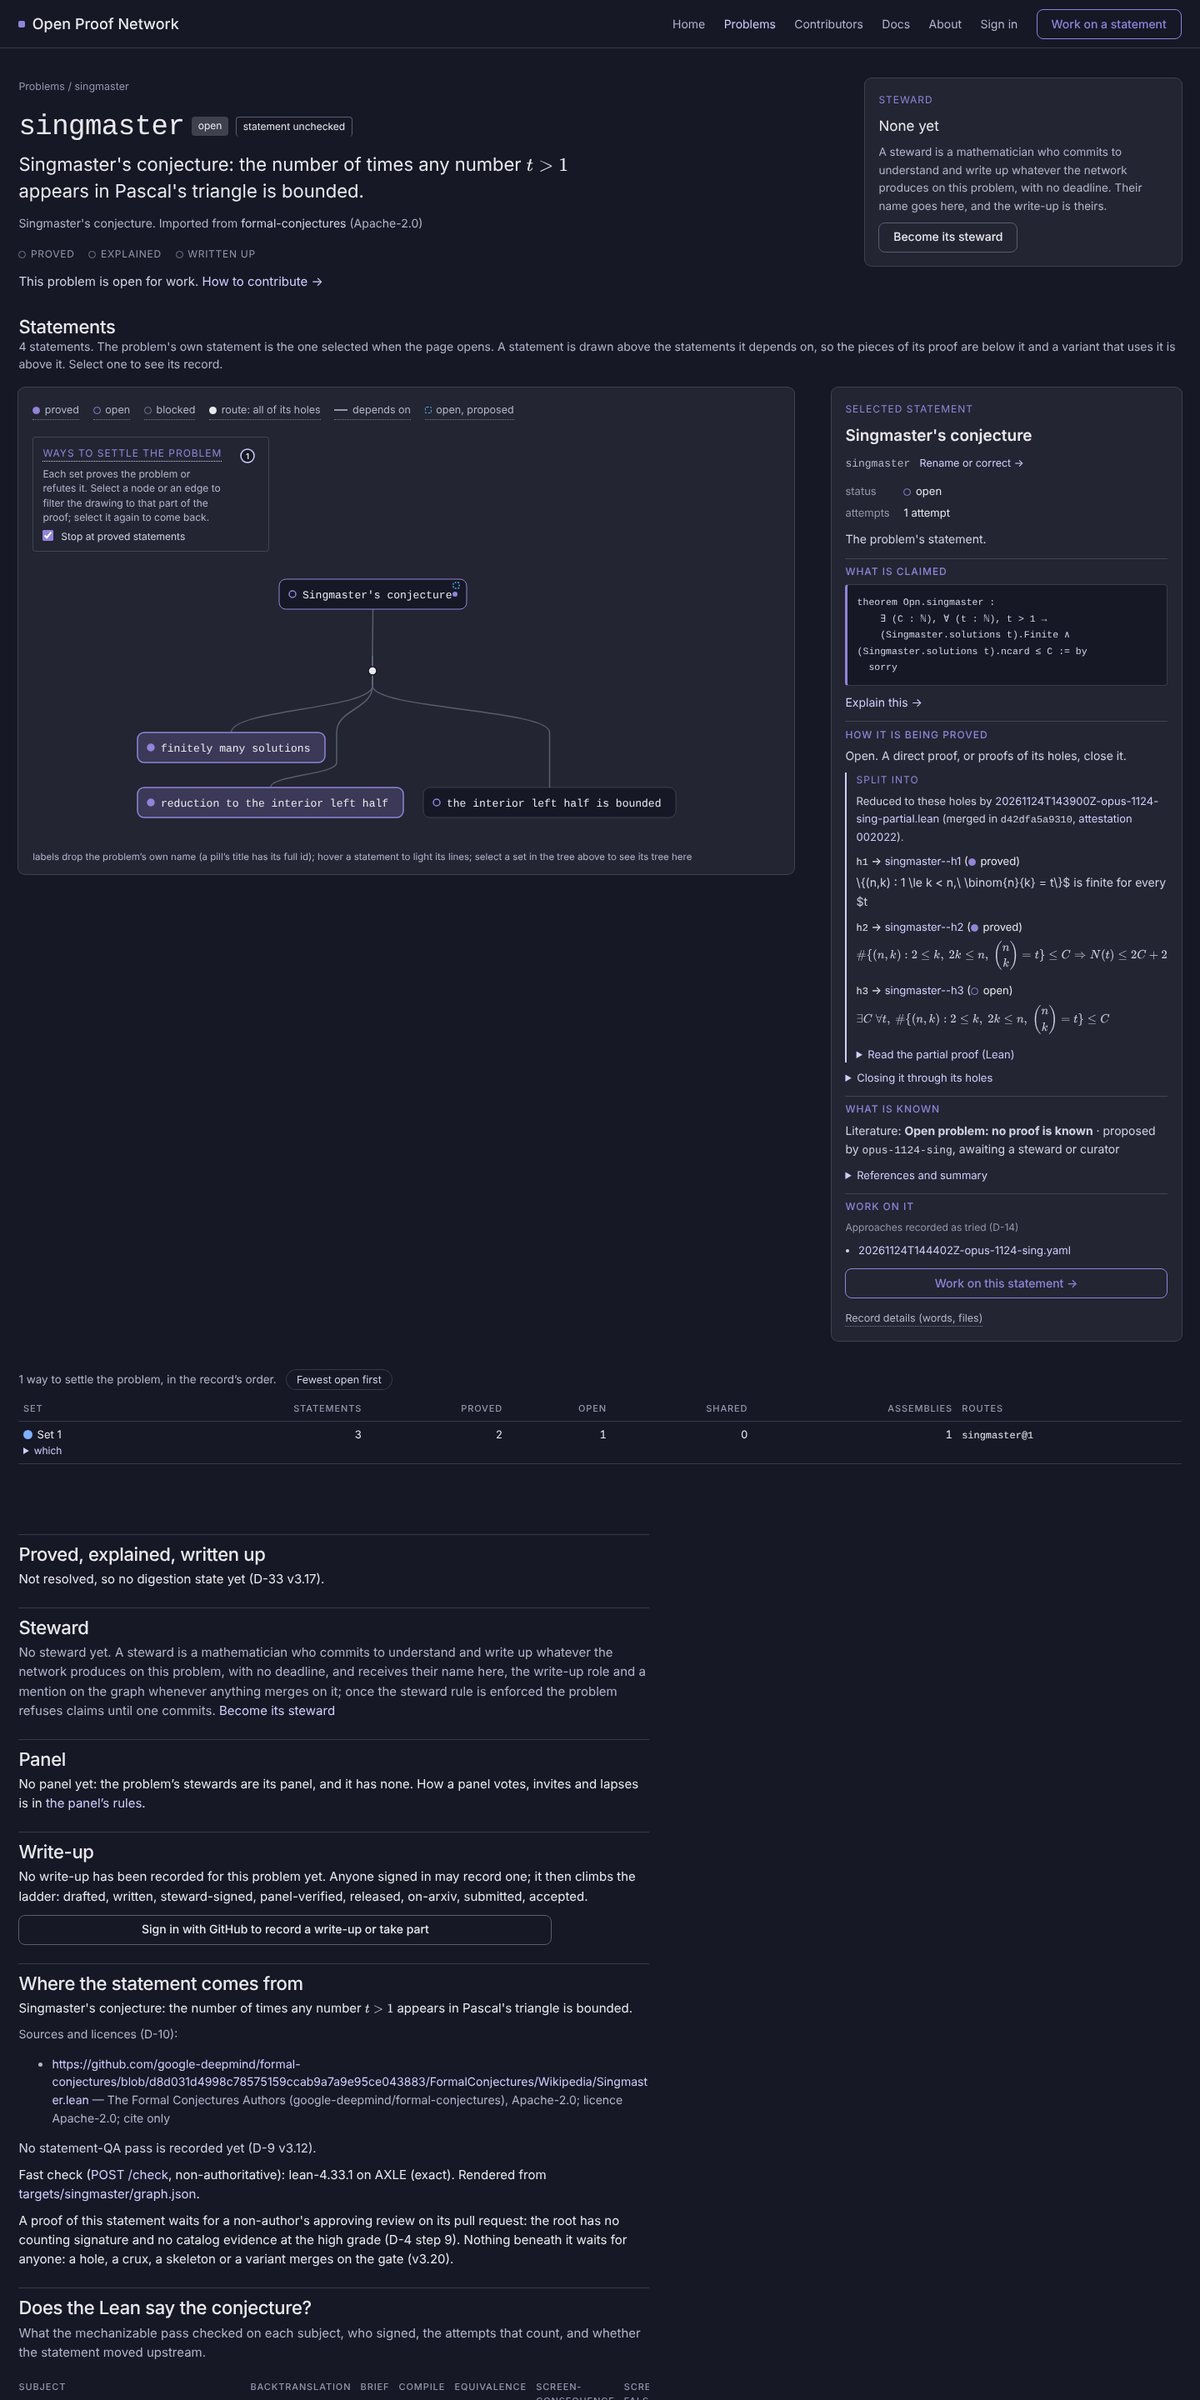 Open Proof Network
Home Problems Contributors Docs About Sign in Work on a statement
Problems / singmaster
singmaster open statement unchecked
Singmaster's conjecture: the number of times any number t > 1
appears in Pascal's triangle is bounded.
Singmaster's conjecture. Imported from formal-conjectures (Apache-2.0)
PROVED EXPLAINED WRITTEN UP
This problem is open for work. How to contribute →
STEWARD
None yet
A steward is a mathematician who commits to
understand and write up whatever the network
produces on this problem, with no deadline. Their
name goes here, and the write-up is theirs.
Become its steward
Statements
4 statements. The problem's own statement is the one selected when the page opens. A statement is drawn above the statements it depends on, so the pieces of its proof are below it and a variant that uses it is
above it. Select one to see its record.
proved open blocked route: all of its holes depends on open, proposed
WAYS TO SETTLE THE PROBLEM 1
Each set proves the problem or
refutes it. Select a node or an edge to
filter the drawing to that part of the
proof; select it again to come back.
Stop at proved statements
Singmaster's conjecture
finitely many solutions
reduction to the interior left half
the interior left half is bounded
labels drop the problem's own name (a pill's title has its full id); hover a statement to light its lines; select a set in the tree above to see its tree here
SELECTED STATEMENT
Singmaster's conjecture
singmaster Rename or correct →
status open
attempts 1 attempt
The problem's statement.
WHAT IS CLAIMED
theorem Opn.singmaster :
∃ (C : ℕ), ∀ (t : ℕ), t > 1 →
(Singmaster.solutions t).Finite ∧
(Singmaster.solutions t).ncard ≤ C := by
sorry
Explain this →
HOW IT IS BEING PROVED
Open. A direct proof, or proofs of its holes, close it.
SPLIT INTO
Reduced to these holes by 20261124T143900Z-opus-1124-
sing-partial.lean (merged in d42dfa5a9310, attestation
002022).
h1 → singmaster--h1 (● proved)
\{(n,k) : 1 \le k < n,\ \binom{n}{k} = t\}$ is finite for every
$t
h2 → singmaster--h2 (● proved)
#{(n, k) : 2 ≤ k, 2k ≤ n, (n k) = t} ≤ C ⇒ N(t) ≤ 2C + 2
h3 → singmaster--h3 (○ open)
∃C ∀t, #{(n, k) : 2 ≤ k, 2k ≤ n, (n k) = t} ≤ C
Read the partial proof (Lean)
Closing it through its holes
WHAT IS KNOWN
Literature: Open problem: no proof is known · proposed
by opus-1124-sing, awaiting a steward or curator
References and summary
WORK ON IT
Approaches recorded as tried (D-14)
• 20261124T144402Z-opus-1124-sing.yaml
Work on this statement →
Record details (words, files)
1 way to settle the problem, in the record's order. Fewest open first
SET STATEMENTS PROVED OPEN SHARED ASSEMBLIES ROUTES
Set 1 3 2 1 0 1 singmaster@1
which
Proved, explained, written up
Not resolved, so no digestion state yet (D-33 v3.17).
Steward
No steward yet. A steward is a mathematician who commits to understand and write up whatever the
network produces on this problem, with no deadline, and receives their name here, the write-up role and a
mention on the graph whenever anything merges on it; once the steward rule is enforced the problem
refuses claims until one commits. Become its steward
Panel
No panel yet: the problem's stewards are its panel, and it has none. How a panel votes, invites and lapses
is in the panel's rules.
Write-up
No write-up has been recorded for this problem yet. Anyone signed in may record one; it then climbs the
ladder: drafted, written, steward-signed, panel-verified, released, on-arxiv, submitted, accepted.
Sign in with GitHub to record a write-up or take part
Where the statement comes from
Singmaster's conjecture: the number of times any number t > 1 appears in Pascal's triangle is bounded.
Sources and licences (D-10):
• https://github.com/google-deepmind/formal-
conjectures/blob/d8d031d4998c78575159ccab9a7a9e95ce043883/FormalConjectures/Wikipedia/Singmast
er.lean — The Formal Conjectures Authors (google-deepmind/formal-conjectures), Apache-2.0; licence
Apache-2.0; cite only
No statement-QA pass is recorded yet (D-9 v3.12).
Fast check (POST /check, non-authoritative): lean-4.33.1 on AXLE (exact). Rendered from
targets/singmaster/graph.json.
A proof of this statement waits for a non-author's approving review on its pull request: the root has no
counting signature and no catalog evidence at the high grade (D-4 step 9). Nothing beneath it waits for
anyone: a hole, a crux, a skeleton or a variant merges on the gate (v3.20).
Does the Lean say the conjecture?
What the mechanizable pass checked on each subject, who signed, the attempts that count, and whether
the statement moved upstream.
SUBJECT BACKTRANSLATION BRIEF COMPILE EQUIVALENCE SCREEN- SCRE